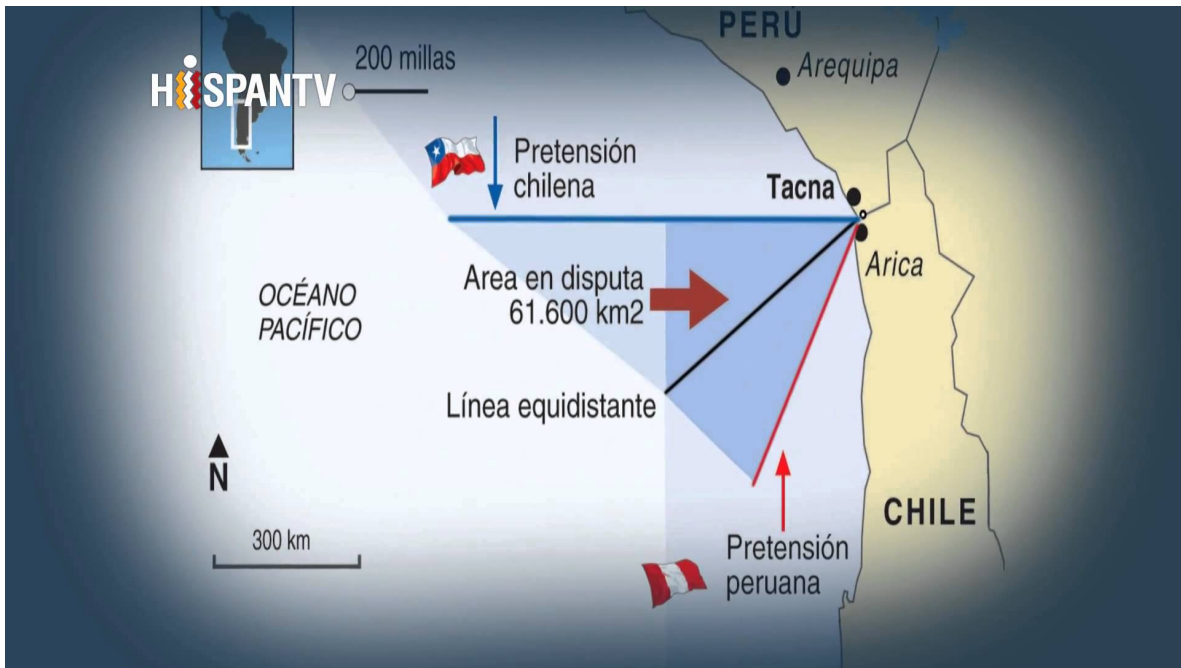 PERÚ
200 millas
Arequipa
HISPANTV
Pretensión
chilena
Tacna
Arica
Area en disputa
61.600 km2
OCÉANO
PACÍFICO
Línea equidistante
N
CHILE
300 km
Pretensión
peruana